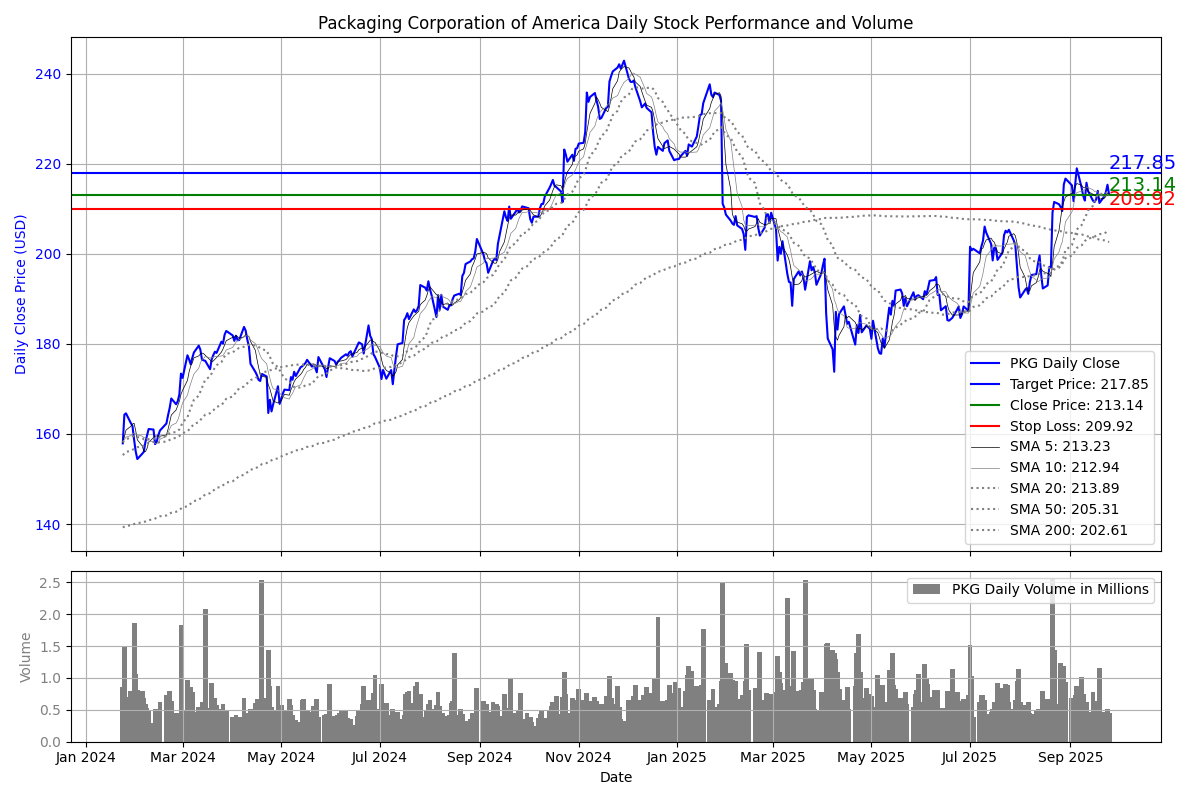 Packaging Corporation of America Daily Stock Performance and Volume
Daily Close Price (USD)
240
220
200
180
160
140
217.85
213.14
209.92
PKG Daily Close
Target Price: 217.85
Close Price: 213.14
Stop Loss: 209.92
SMA 5: 213.23
SMA 10: 212.94
SMA 20: 213.89
SMA 50: 205.31
SMA 200: 202.61
Volume
2.5
2.0
1.5
1.0
0.5
0.0
PKG Daily Volume in Millions
Jan 2024 Mar 2024 May 2024 Jul 2024 Sep 2024 Nov 2024 Jan 2025 Mar 2025 May 2025 Jul 2025 Sep 2025
Date